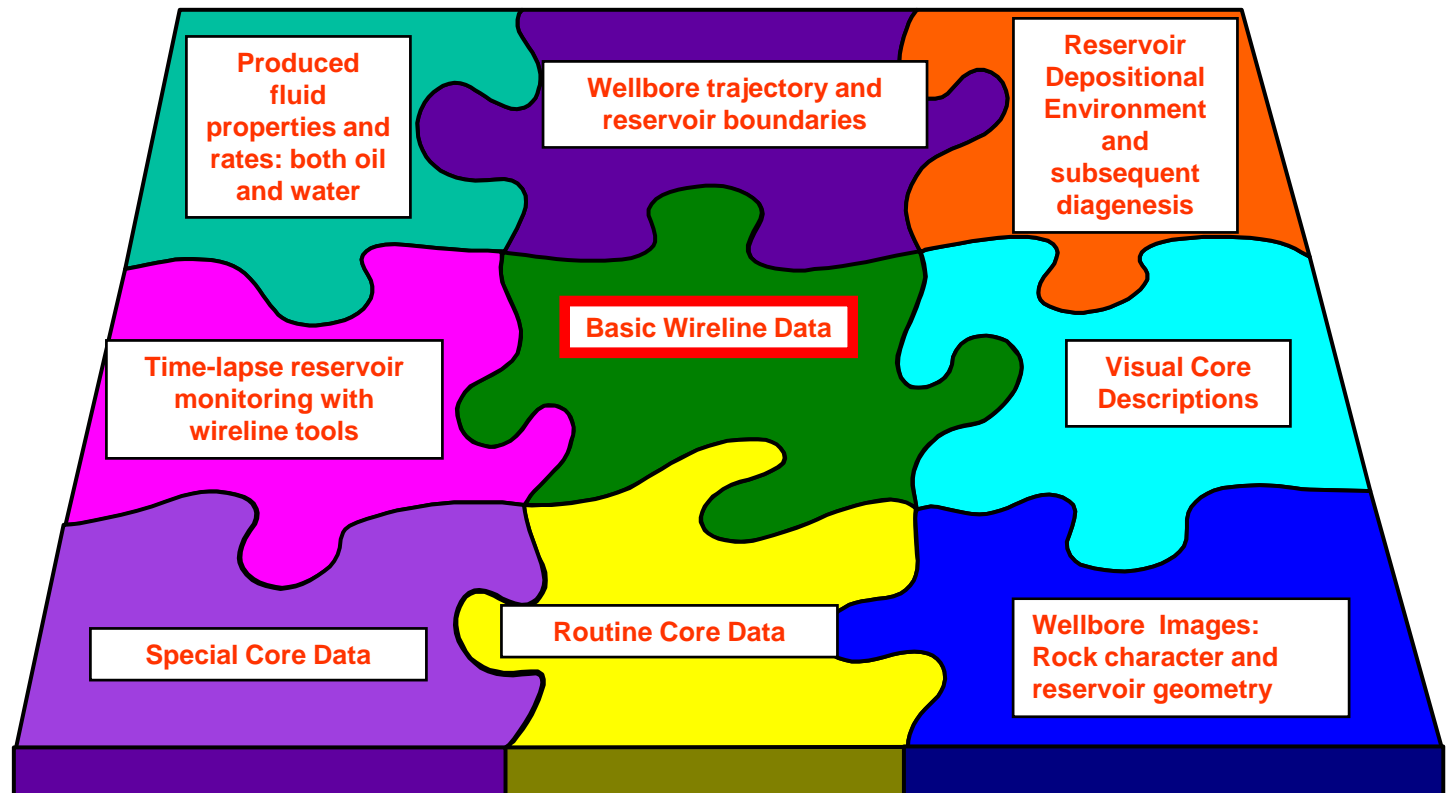 Produced
fluid
properties and
rates: both oil
and water
Wellbore trajectory and
reservoir boundaries
Reservoir
Depositional
Environment
and
subsequent
diagenesis
Time-lapse reservoir
monitoring with
wireline tools
Basic Wireline Data
Visual Core
Descriptions
Special Core Data
Routine Core Data
Wellbore  Images:
Rock character and
reservoir geometry